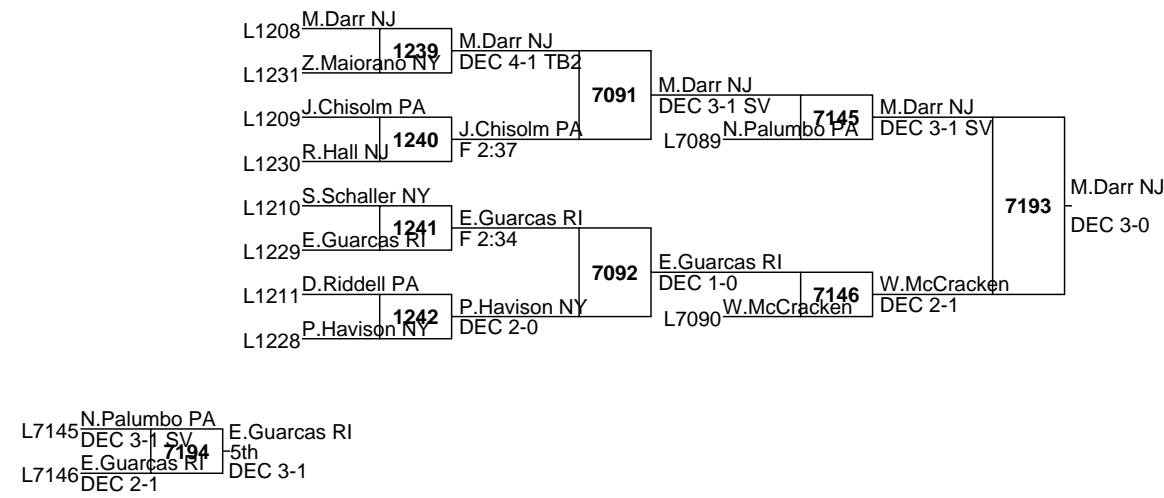 L1208 M.Darr NJ
1239
L1231 Z.Maiorano NY
M.Darr NJ
DEC 4-1 TB2
L1209 J.Chisolm PA
1240
L1230 R.Hall NJ
J.Chisolm PA
F 2:37
7091
M.Darr NJ
DEC 3-1 SV
L7089 N.Palumbo PA
7145
M.Darr NJ
DEC 3-1 SV
L1210 S.Schaller NY
1241
L1229 E.Guarcas RI
E.Guarcas RI
F 2:34
L1211 D.Riddell PA
1242
L1228 P.Havison NY
P.Havison NY
DEC 2-0
7092
E.Guarcas RI
DEC 1-0
L7090 W.McCracken
7146
W.McCracken
DEC 2-1
7193
M.Darr NJ
DEC 3-0
L7145 N.Palumbo PA
DEC 3-1 SV
7194
L7146 E.Guarcas RI
DEC 2-1
E.Guarcas RI
5th
DEC 3-1